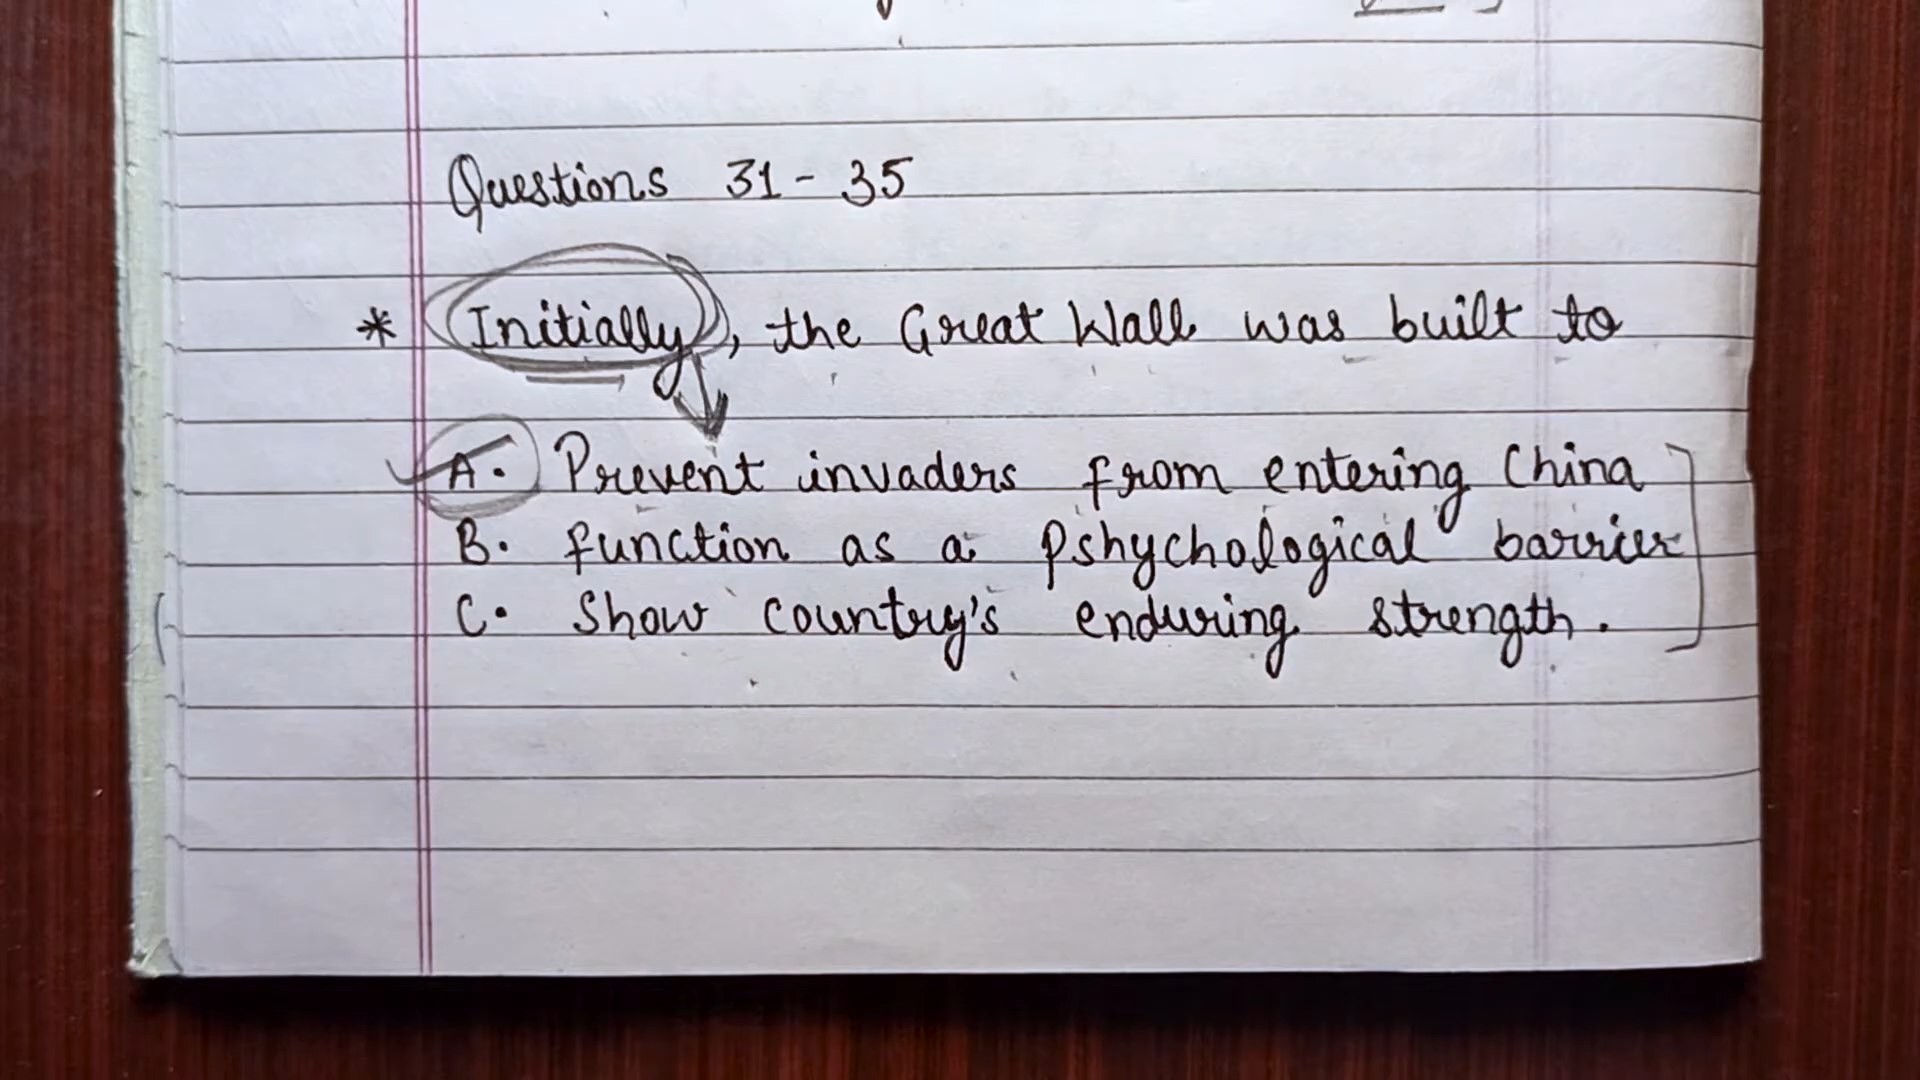 Questions 31 - 35
* Initially, the Great Wall was built to
A. Prevent invaders from entering China
B. function as a pshychological barrier
C. Show country's enduring strength.